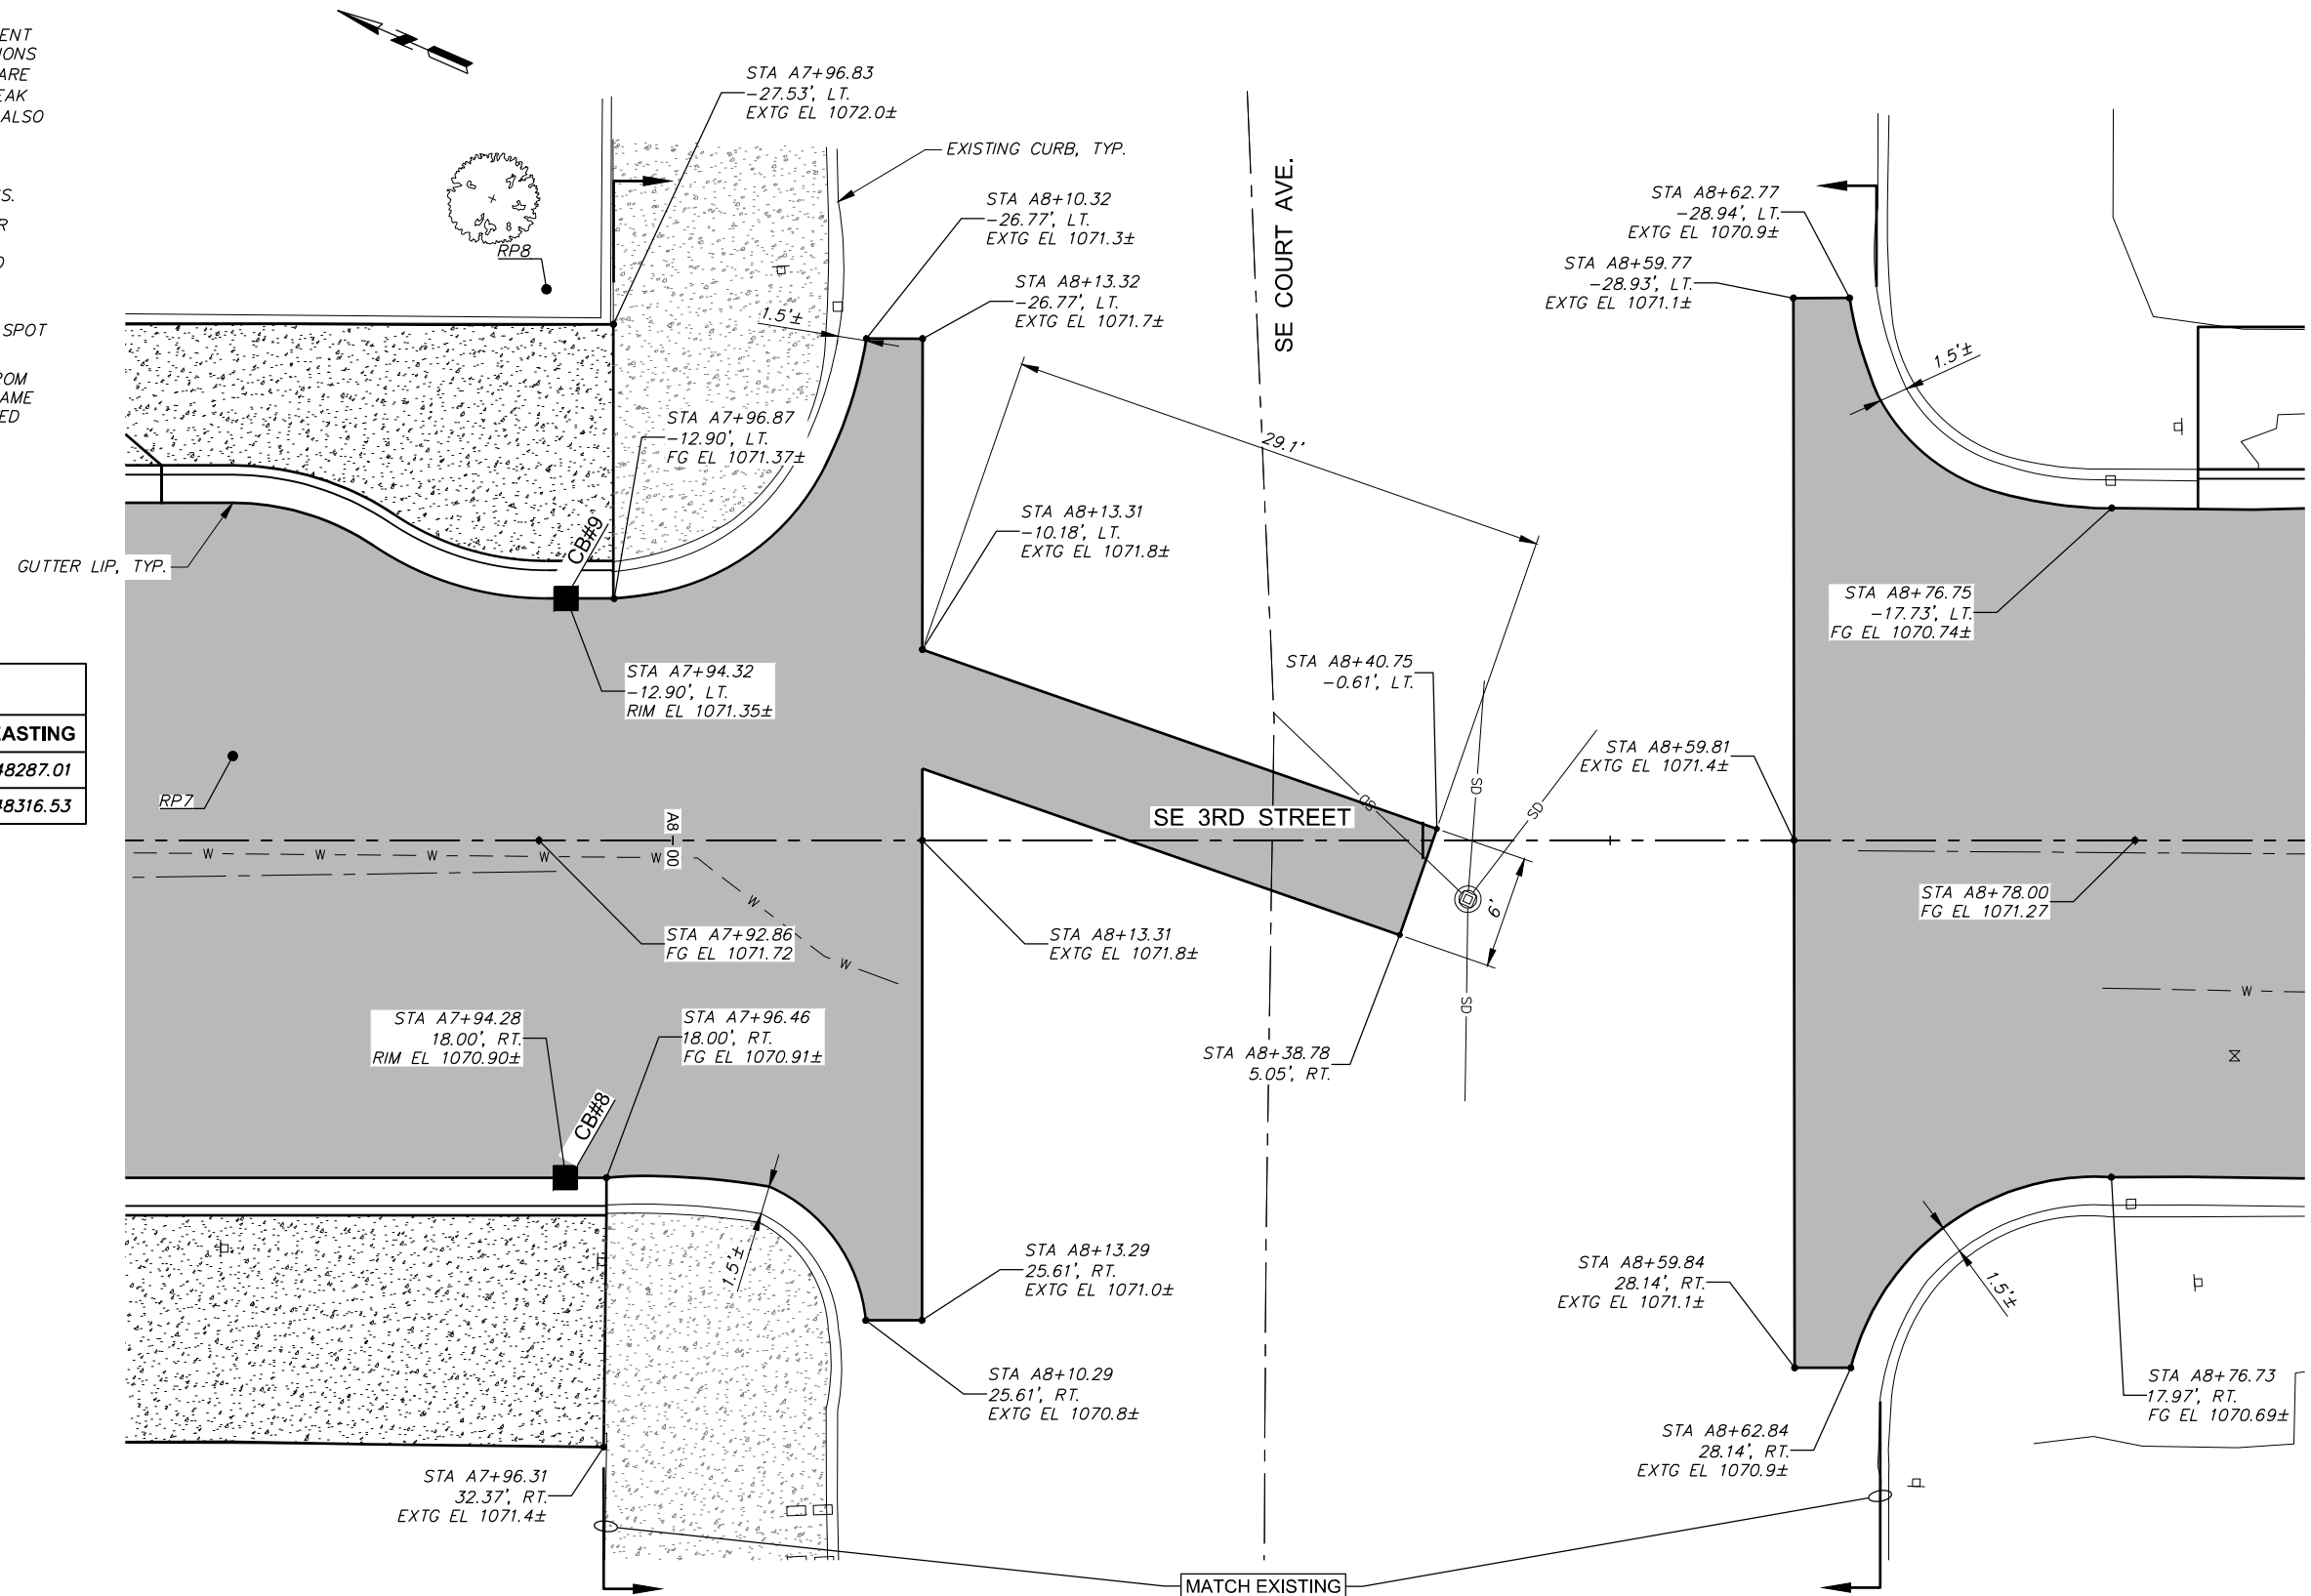 ENT
IONS
ARE
EAK
ALSO
S.
R
SPOT
ROM
AME
ED
EASTING
48287.01
48316.53
STA A7+96.83
-27.53', LT.
EXTG EL 1072.0±
EXISTING CURB, TYP.
STA A8+10.32
-26.77', LT.
EXTG EL 1071.3±
STA A8+13.32
-26.77', LT.
EXTG EL 1071.7±
SE COURT AVE.
STA A8+62.77
-28.94', LT.
EXTG EL 1070.9±
STA A8+59.77
-28.93', LT.
EXTG EL 1071.1±
RP8
1.5'±
1.5'±
STA A7+96.87
-12.90', LT.
FG EL 1071.37±
29.1'
CB#9
STA A8+13.31
-10.18', LT.
EXTG EL 1071.8±
GUTTER LIP, TYP.
STA A8+76.75
-17.73', LT.
FG EL 1070.74±
STA A7+94.32
-12.90', LT.
RIM EL 1071.35±
STA A8+40.75
-0.61', LT.
STA A8+59.81
EXTG EL 1071.4±
RP7
SE 3RD STREET
A8
00
SD
SD
SD
SD
W
W
W
W
W
W
W
W
6'
STA A7+92.86
FG EL 1071.72
STA A8+13.31
EXTG EL 1071.8±
STA A8+78.00
FG EL 1071.27
STA A7+94.28
18.00', RT.
RIM EL 1070.90±
STA A7+96.46
18.00', RT.
FG EL 1070.91±
STA A8+38.78
5.05', RT.
CB#8
1.5'±
STA A8+13.29
25.61', RT.
EXTG EL 1071.0±
STA A8+59.84
28.14', RT.
EXTG EL 1071.1±
1.5'±
STA A8+10.29
25.61', RT.
EXTG EL 1070.8±
STA A8+76.73
17.97', RT.
FG EL 1070.69±
STA A8+62.84
28.14', RT.
EXTG EL 1070.9±
STA A7+96.31
32.37', RT.
EXTG EL 1071.4±
MATCH EXISTING